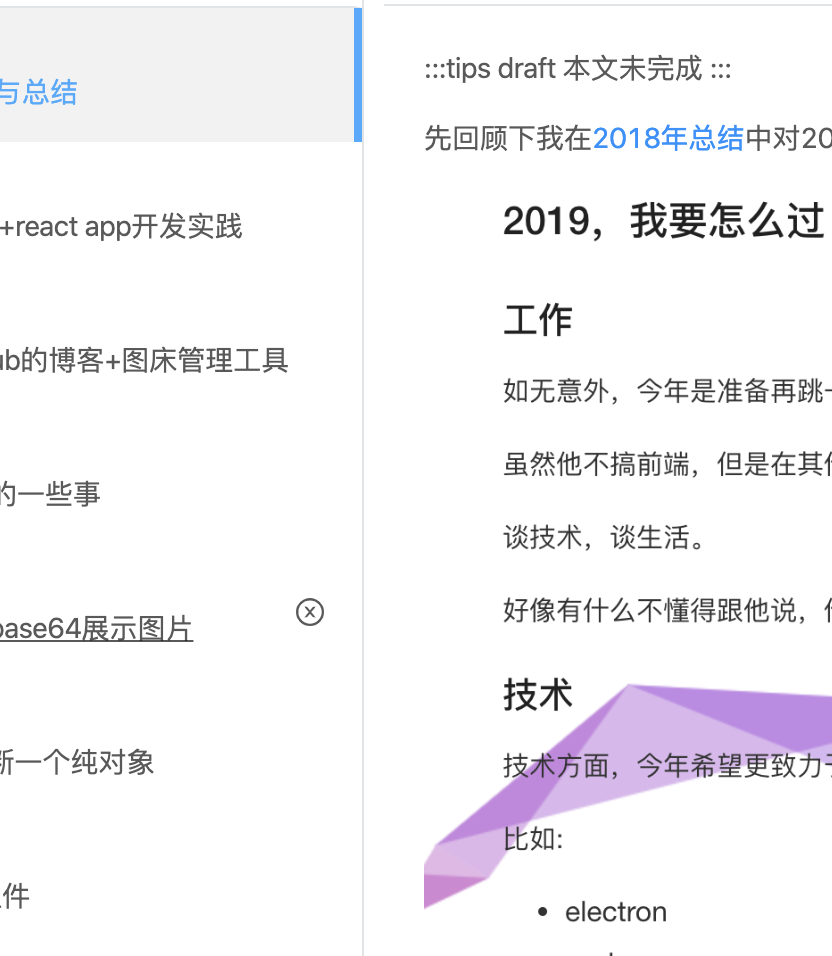 与总结
+react app开发实践
ub的博客+图床管理工具
的一些事
base64展示图片
断一个纯对象
件
:::tips draft 本文未完成 :::
先回顾下我在2018年总结中对20
2019，我要怎么过
工作
如无意外，今年是准备再跳
虽然他不搞前端，但是在其他
谈技术，谈生活。
好像有什么不懂得跟他说，
技术
技术方面，今年希望更致力于
比如:
• electron